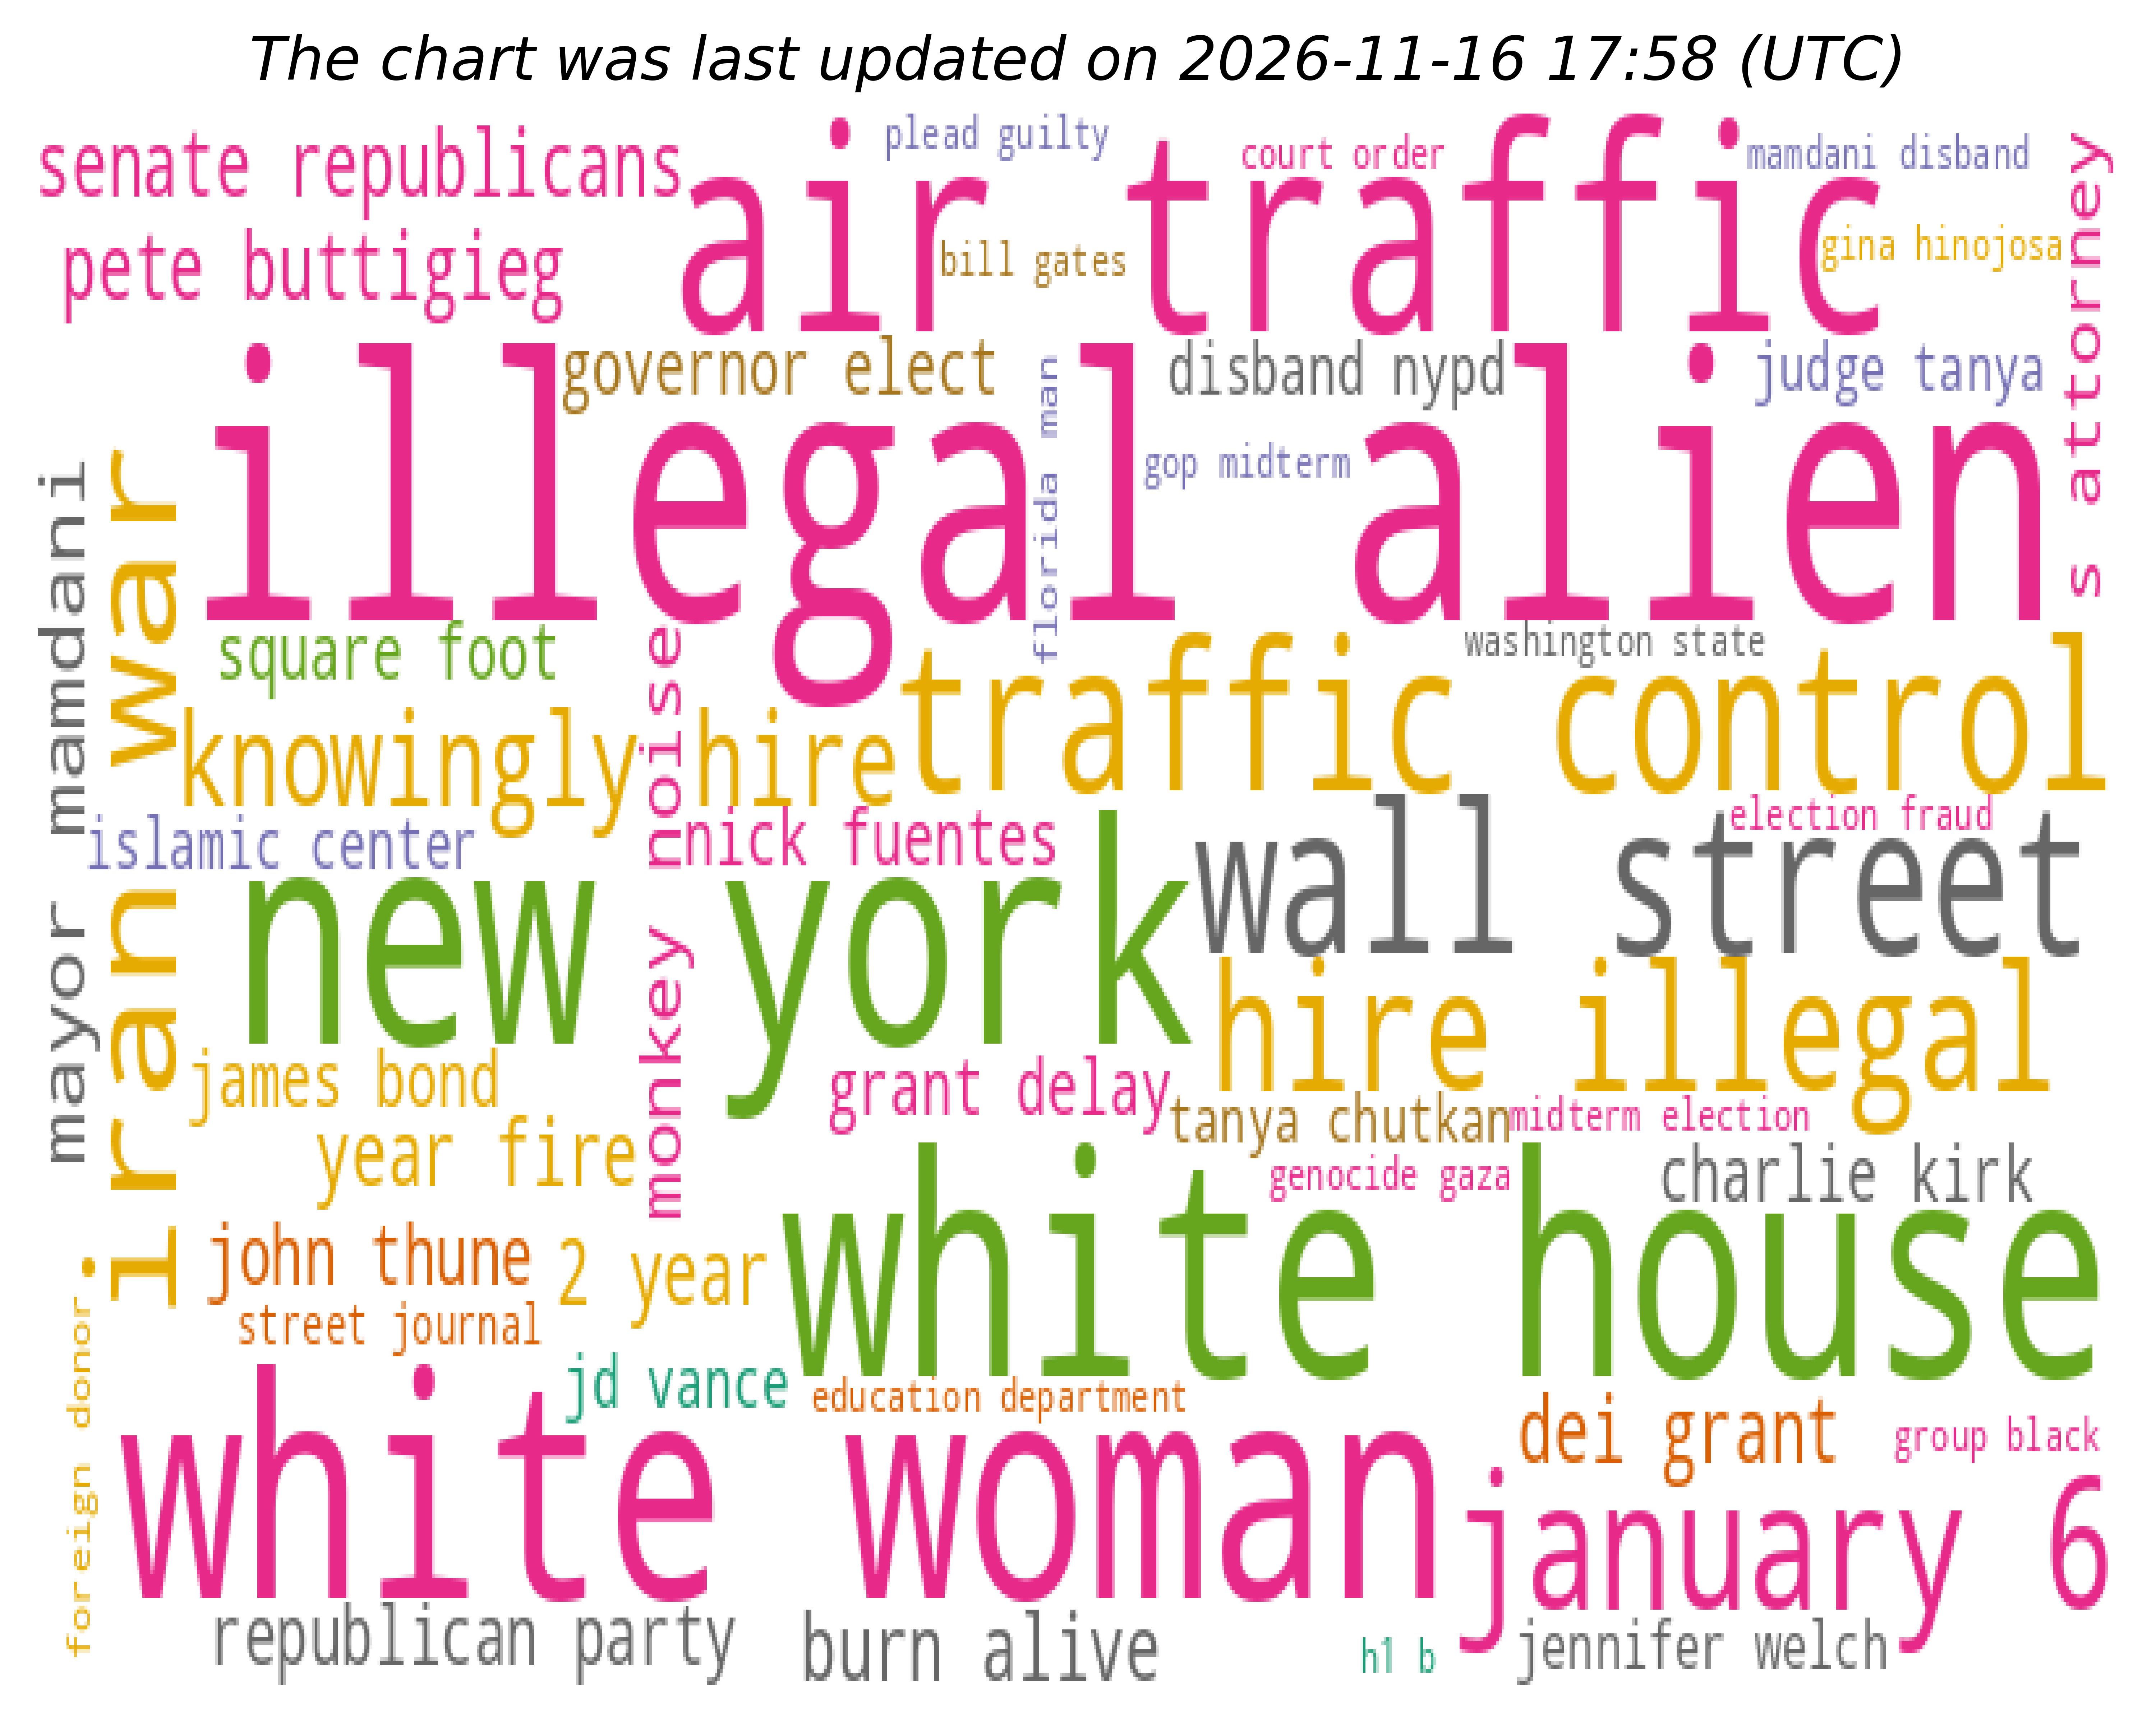 The chart was last updated on 2026-11-16 17:58 (UTC)
senate republicans
air traffic
plead guilty
court order
mamdani disband
s attorney
pete buttigieg
bill gates
gina hinojosa
illegal alien
governor elect
florida man
disband nypd
judge tanya
gop midterm
mayor mamdani
iran war
square foot
monkey noise
traffic control
washington state
knowingly hire
islamic center
nick fuentes
wall street
election fraud
new york
hire illegal
james bond
grant delay
tanya chutkan
midterm election
year fire
genocide gaza
charlie kirk
white house
john thune
2 year
street journal
foreign donor
jd vance
education department
white woman
dei grant
group black
january 6
republican party
burn alive
h1 b
jennifer welch